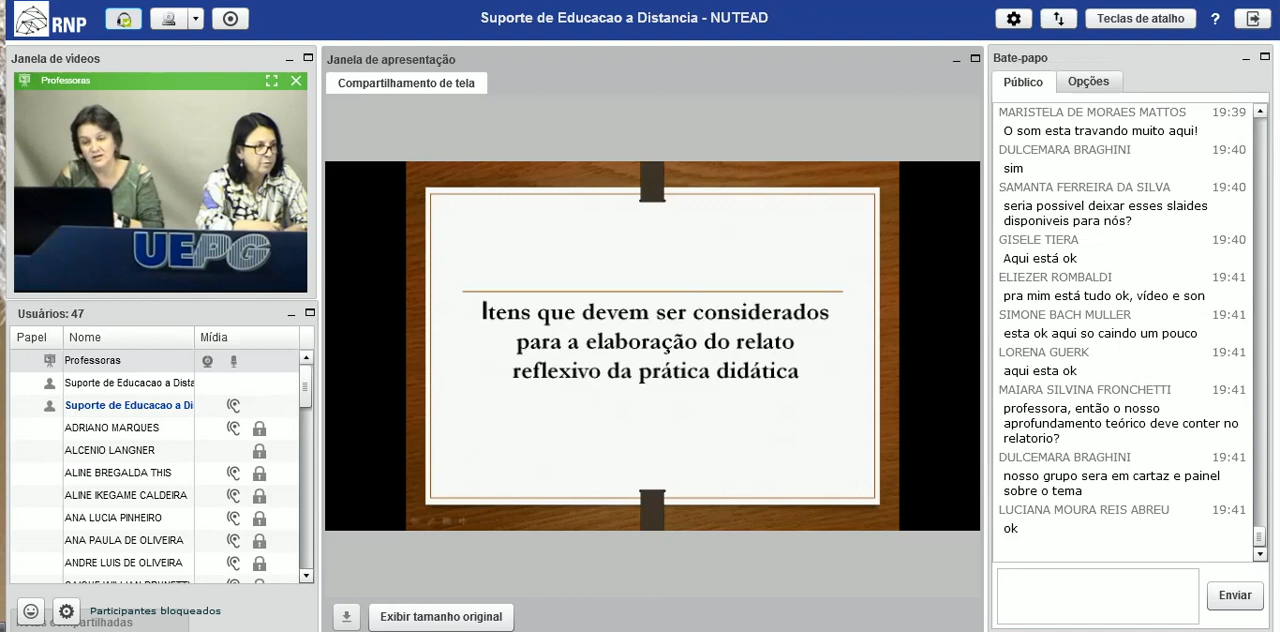 RNP
Suporte de Educacao a Distancia - NUTEAD
Teclas de atalho
?
Janela de vídeos
Professoras
UEPG
Usuários: 47
Papel Nome Mídia
Professoras
Suporte de Educacao a Dista
Suporte de Educacao a Di
ADRIANO MARQUES
ALCENIO LANGNER
ALINE BREGALDA THIS
ALINE IKEGAME CALDEIRA
ANA LUCIA PINHEIRO
ANA PAULA DE OLIVEIRA
ANDRE LUIS DE OLIVEIRA
Participantes bloqueados
Notas compartilhadas
Janela de apresentação
Compartilhamento de tela
Itens que devem ser considerados
para a elaboração do relato
reflexivo da prática didática
Exibir tamanho original
Bate-papo
Público Opções
MARISTELA DE MORAES MATTOS 19:39
O som esta travando muito aqui!
DULCEMARA BRAGHINI 19:40
sim
SAMANTA FERREIRA DA SILVA 19:40
seria possivel deixar esses slaides
disponiveis para nós?
GISELE TIERA 19:40
Aqui está ok
ELIEZER ROMBALDI 19:41
pra mim está tudo ok, vídeo e son
SIMONE BACH MULLER 19:41
esta ok aqui so caindo um pouco
LORENA GUERK 19:41
aqui esta ok
MAIARA SILVINA FRONCHETTI 19:41
professora, então o nosso
aprofundamento teórico deve conter no
relatorio?
DULCEMARA BRAGHINI 19:41
nosso grupo sera em cartaz e painel
sobre o tema
LUCIANA MOURA REIS ABREU 19:41
ok
Enviar